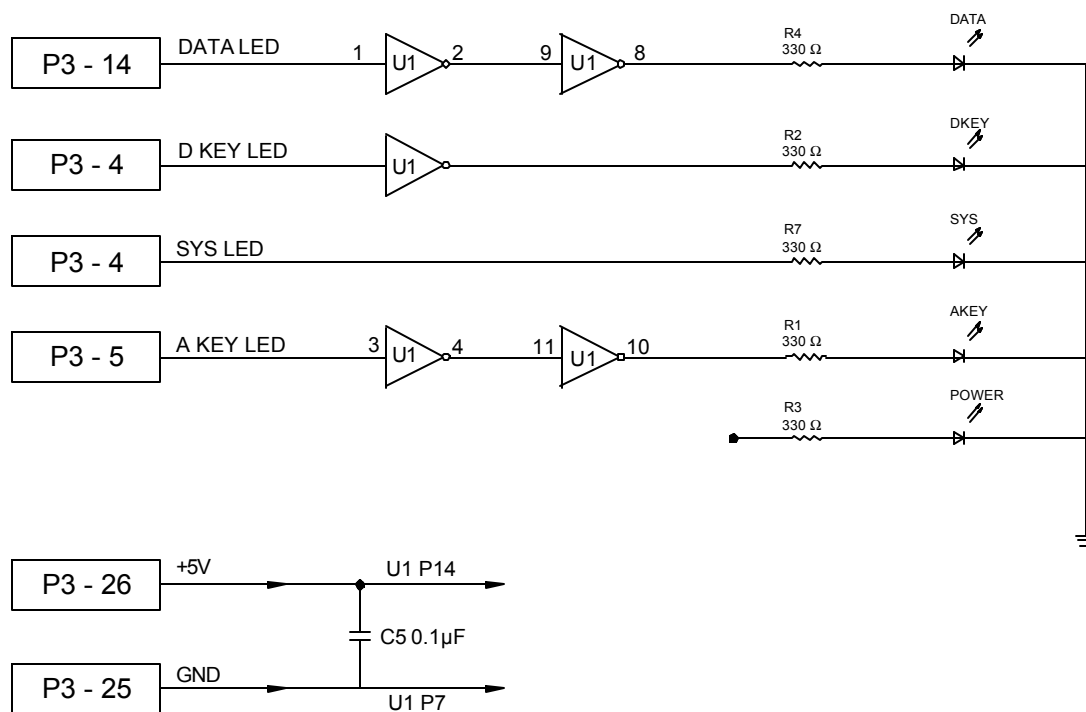 P3 - 14 DATA LED 1 U1 2 9 U1 8 R4 330 Ω DATA
P3 - 4 D KEY LED U1 R2 330 Ω DKEY
P3 - 4 SYS LED R7 330 Ω SYS
P3 - 5 A KEY LED 3 U1 4 11 U1 10 R1 330 Ω AKEY
R3 330 Ω POWER
P3 - 26 +5V U1 P14
C5 0.1µF
P3 - 25 GND U1 P7